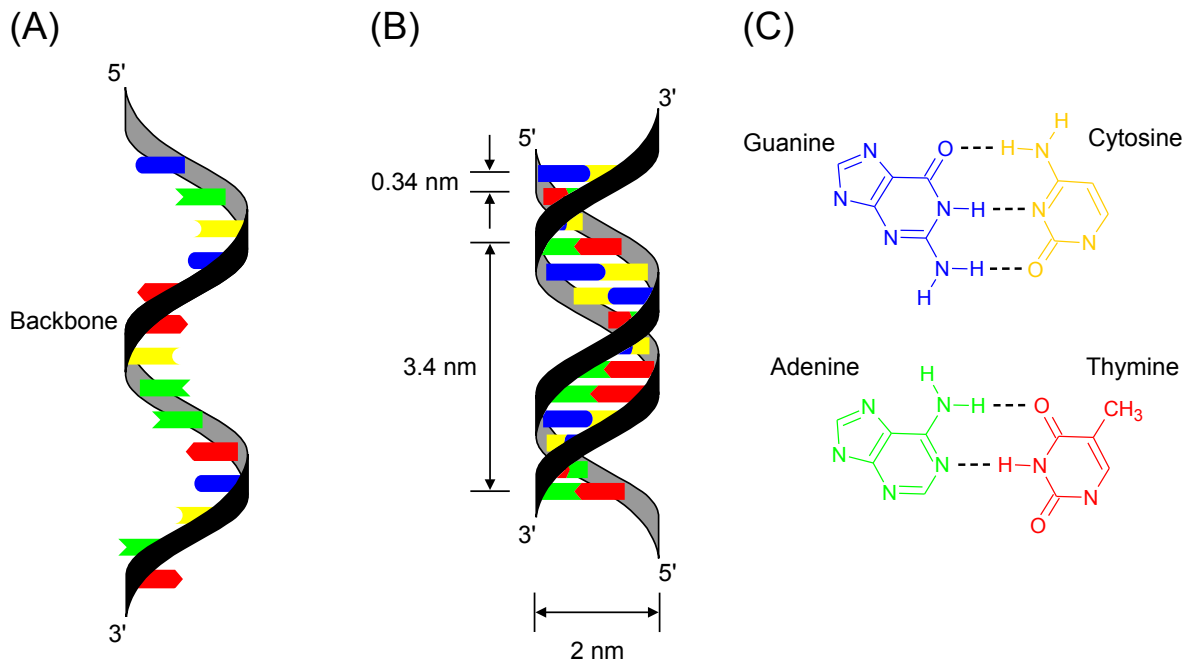 (A)
5'
Backbone
3'
(B)
3'
5'
0.34 nm
3.4 nm
3'
5'
2 nm
(C)
Guanine
Cytosine
H
N
O
H
N
N
N
H
N
N
N
N
H
O
N
H
Adenine
Thymine
H
N
H
O
CH3
N
N
N
H
N
N
N
O